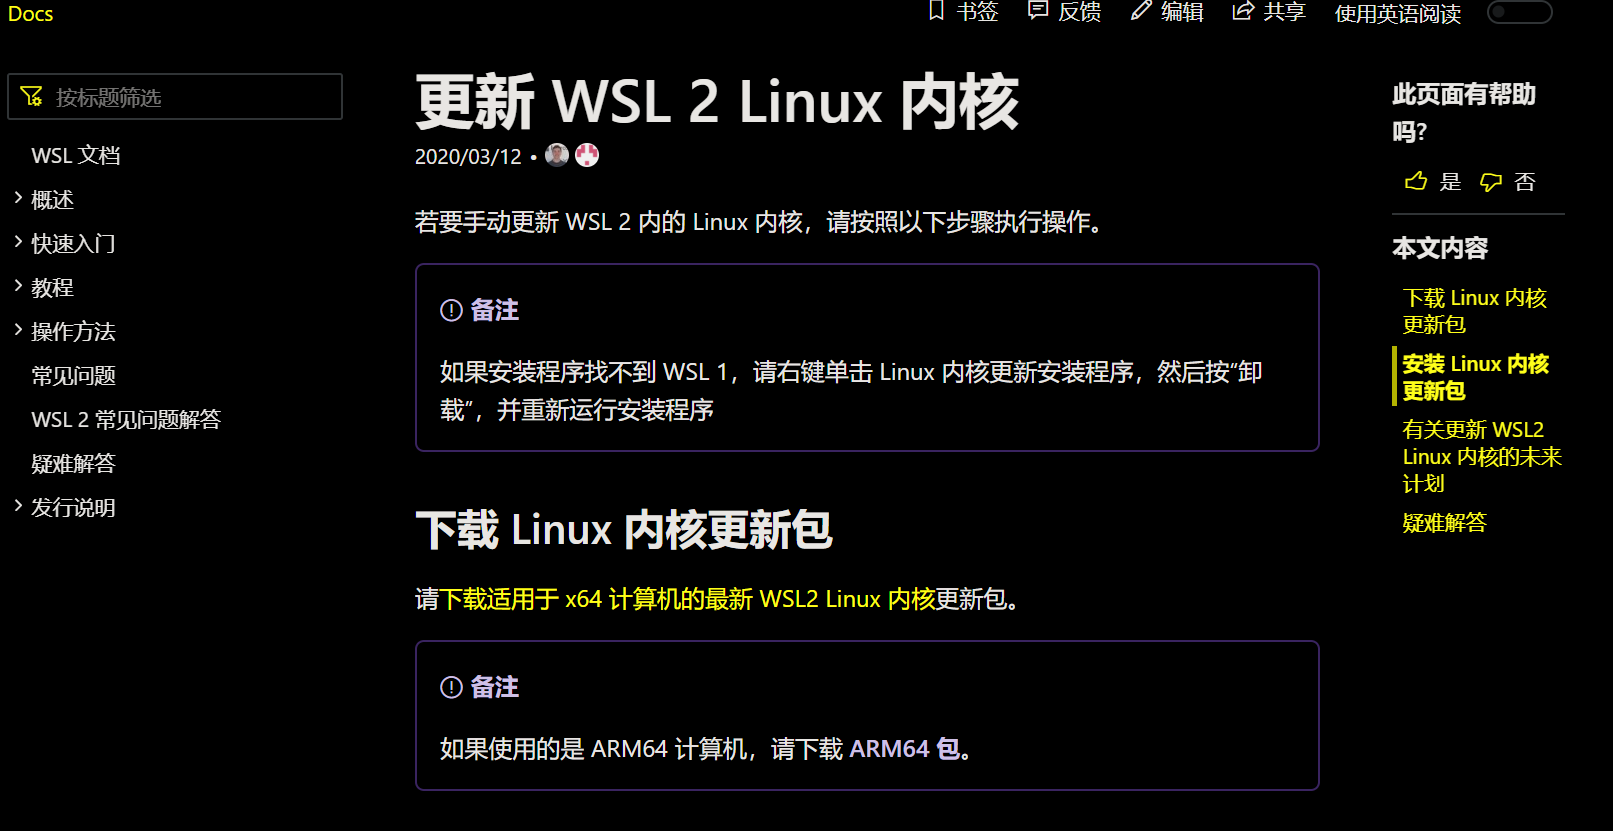 Docs
书签 反馈 编辑 共享 使用英语阅读
按标题筛选
WSL 文档
概述
快速入门
教程
操作方法
常见问题
WSL 2 常见问题解答
疑难解答
发行说明
更新 WSL 2 Linux 内核
2020/03/12 •
若要手动更新 WSL 2 内的 Linux 内核，请按照以下步骤执行操作。
备注
如果安装程序找不到 WSL 1，请右键单击 Linux 内核更新安装程序，然后按“卸
载”，并重新运行安装程序
下载 Linux 内核更新包
请下载适用于 x64 计算机的最新 WSL2 Linux 内核更新包。
备注
如果使用的是 ARM64 计算机，请下载 ARM64 包。
此页面有帮助
吗?
是 否
本文内容
下载 Linux 内核
更新包
安装 Linux 内核
更新包
有关更新 WSL2
Linux 内核的未来
计划
疑难解答